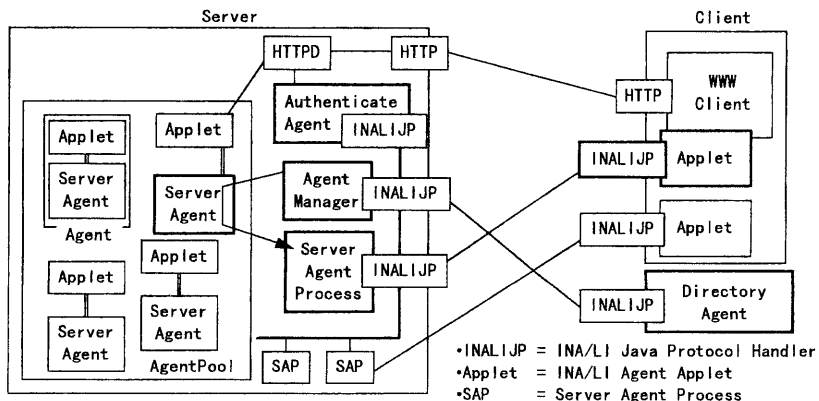 Server
Client
HTTPD
HTTP
WWW
Client
HTTP
Authenticate
Agent
INALIJP
Applet
Server
Agent
Agent
Applet
Server
Agent
Agent
Manager
INALIJP
INALIJP
Applet
Server
Agent
Process
INALIJP
INALIJP
Applet
Applet
Server
Agent
Applet
Server
Agent
AgentPool
SAP
SAP
INALIJP
Directory
Agent
•INALIJP = INA/LI Java Protocol Handler
•Applet = INA/LI Agent Applet
•SAP = Server Agent Process